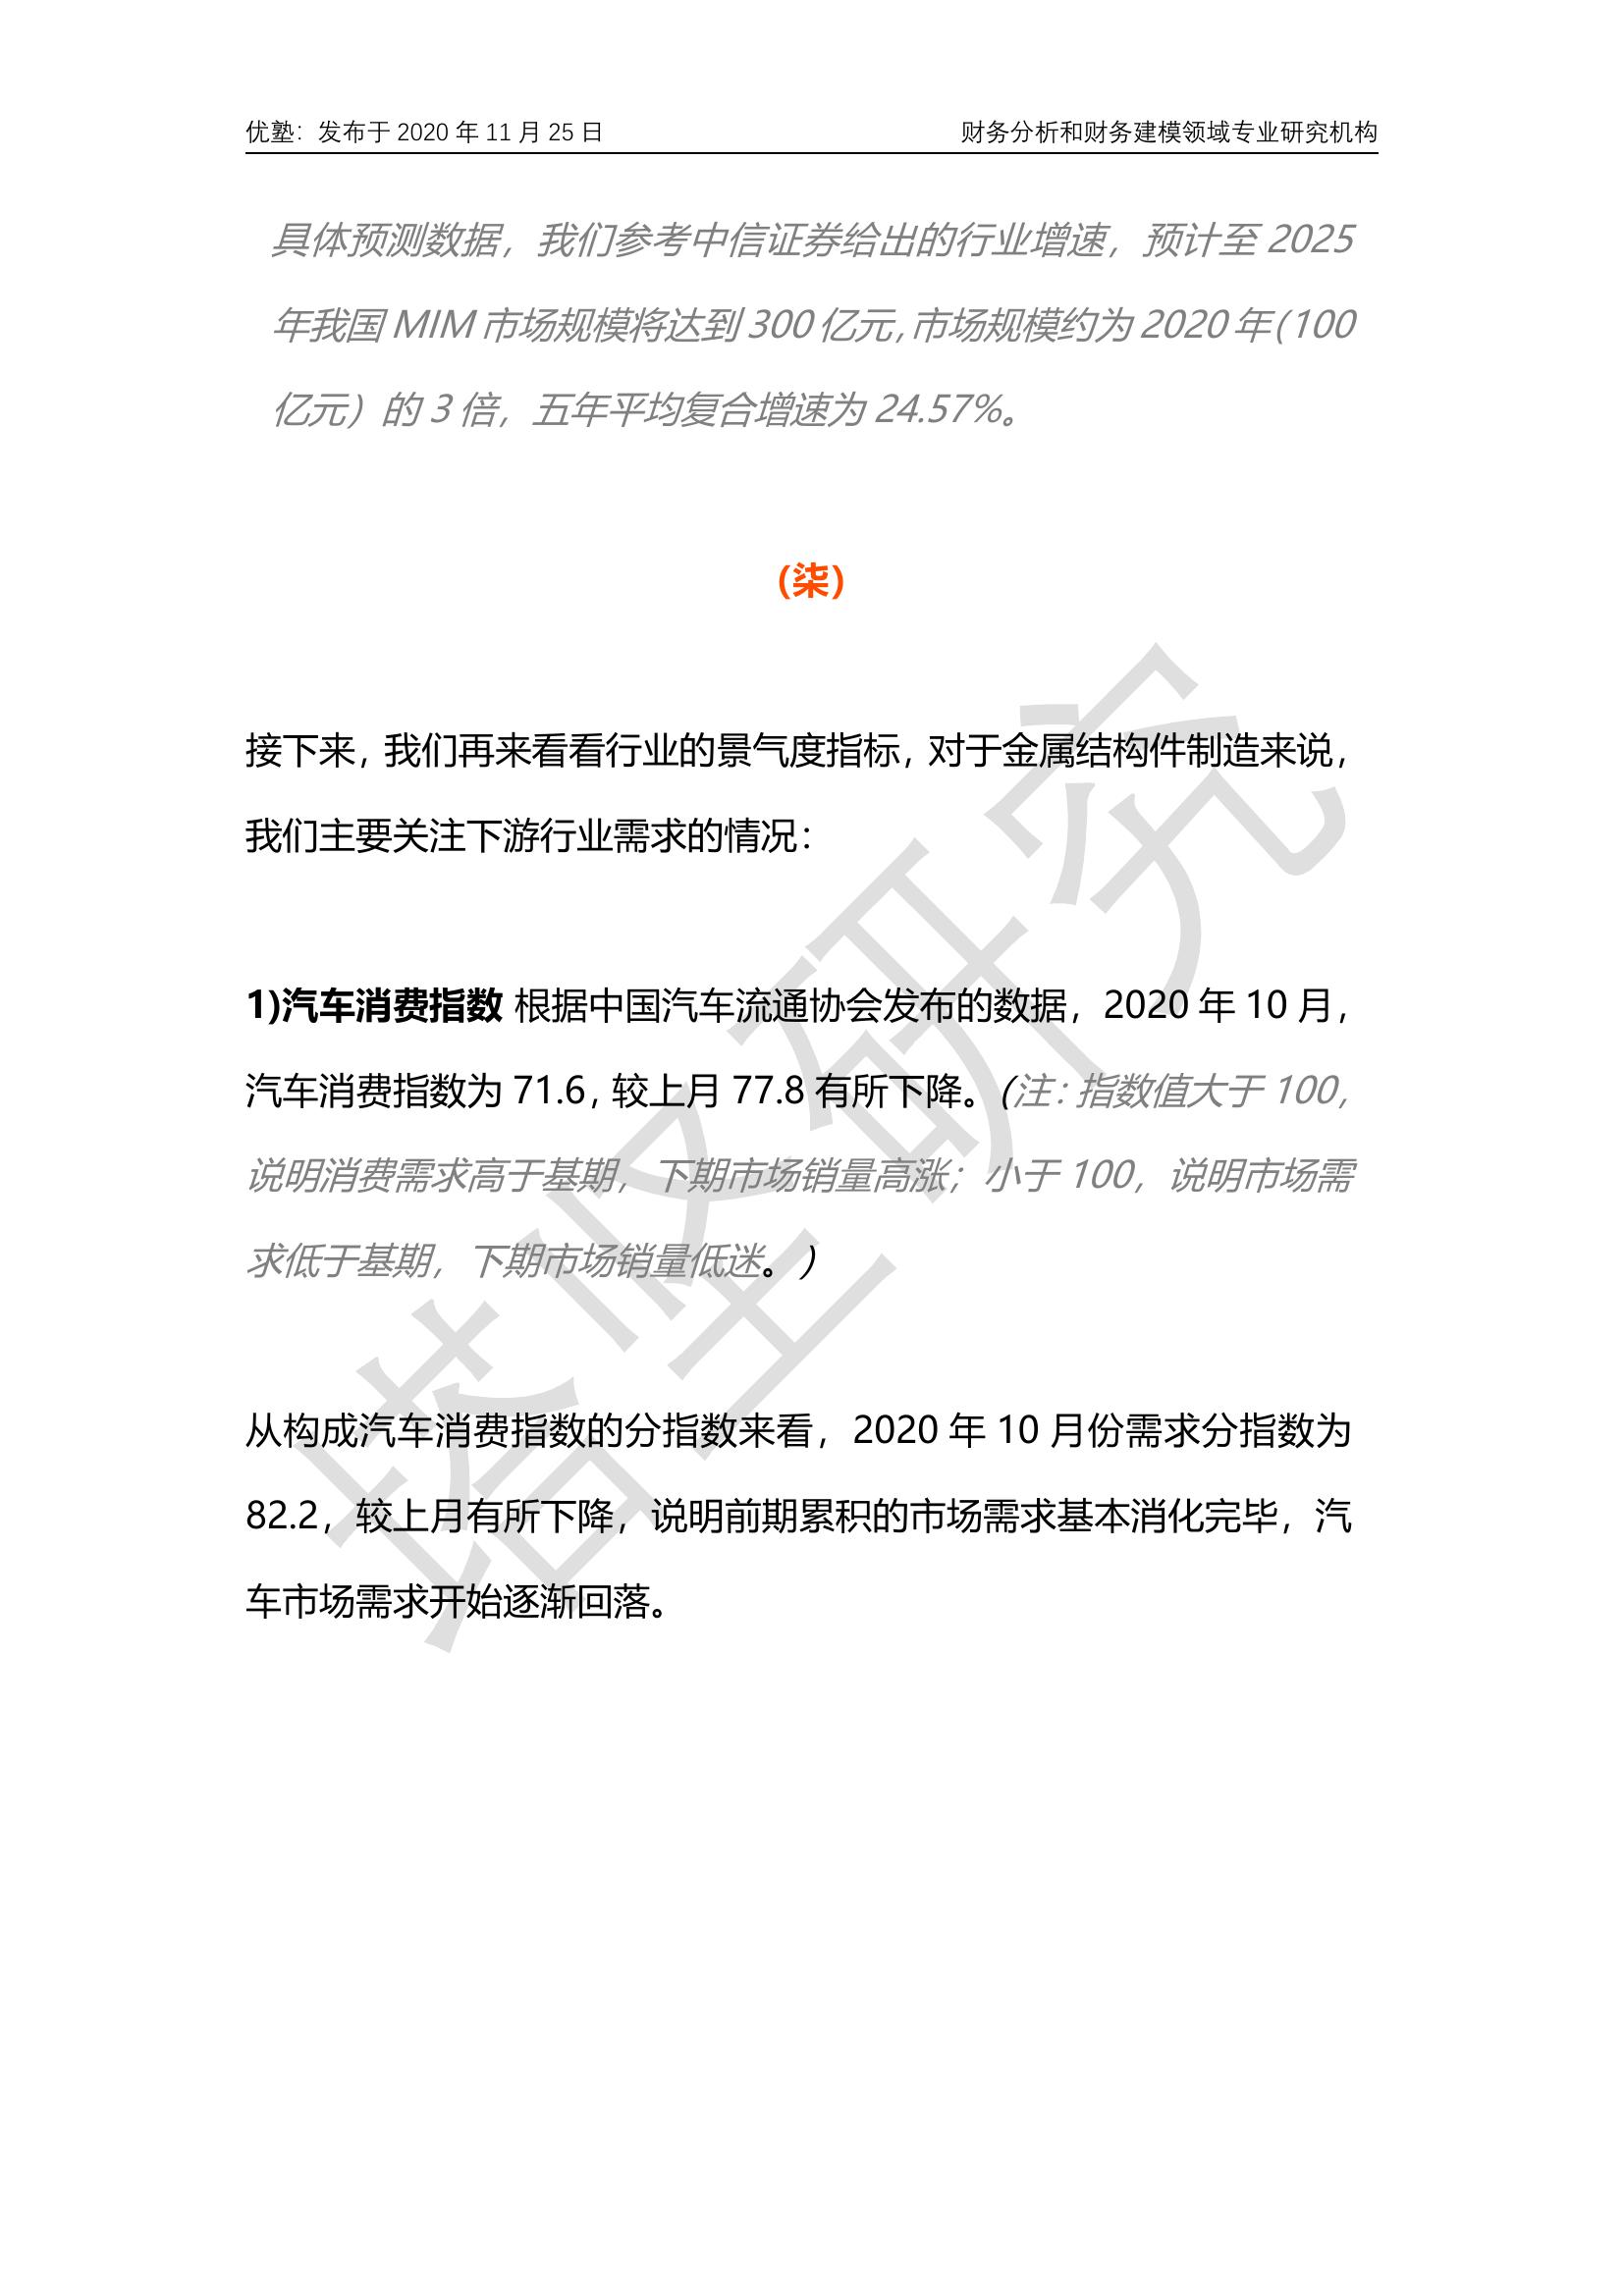 优塾：发布于 2020 年 11 月 25 日 财务分析和财务建模领域专业研究机构
具体预测数据，我们参考中信证券给出的行业增速，预计至 2025
年我国 MIM 市场规模将达到 300 亿元,市场规模约为 2020 年(100
亿元）的 3 倍，五年平均复合增速为 24.57%。
(柒)
接下来，我们再来看看行业的景气度指标，对于金属结构件制造来说，
我们主要关注下游行业需求的情况：
1)汽车消费指数 根据中国汽车流通协会发布的数据，2020 年 10 月，
汽车消费指数为 71.6，较上月 77.8 有所下降。（注：指数值大于 100，
说明消费需求高于基期，下期市场销量高涨；小于 100，说明市场需
求低于基期，下期市场销量低迷。）
从构成汽车消费指数的分指数来看，2020 年 10 月份需求分指数为
82.2，较上月有所下降，说明前期累积的市场需求基本消化完毕，汽
车市场需求开始逐渐回落。
塔坚研究